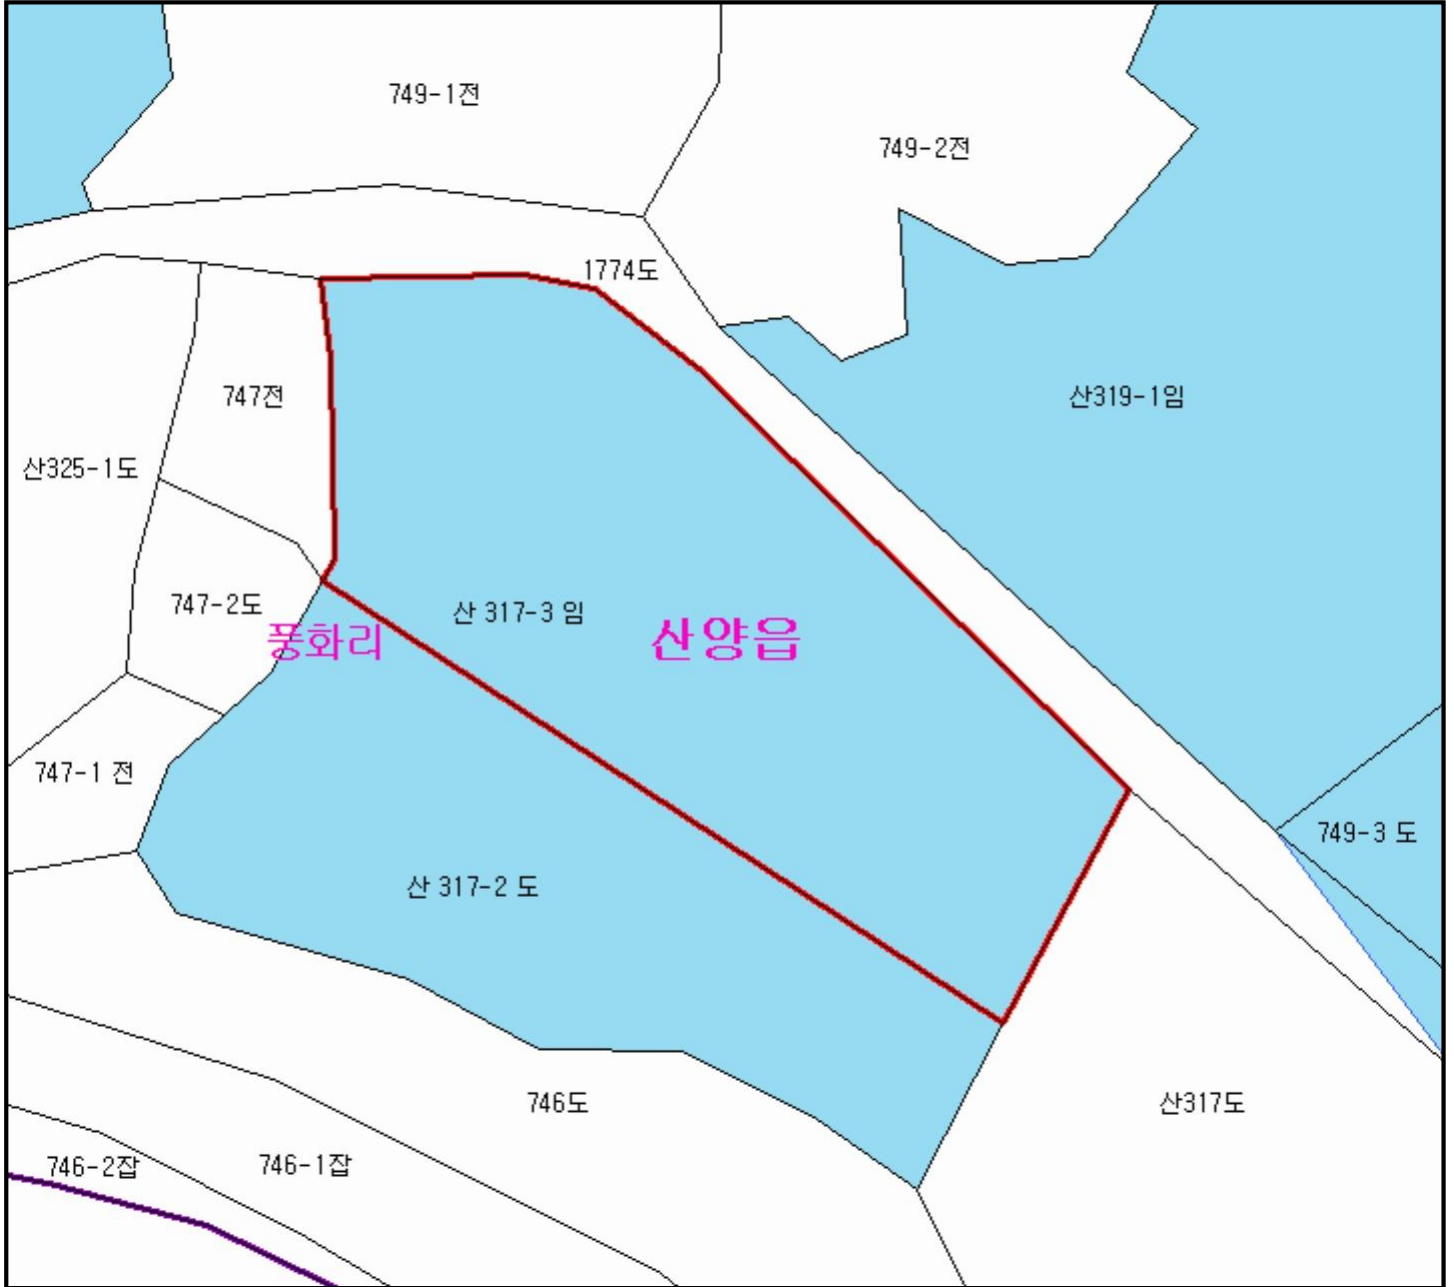 749-1전
749-2전
1774도
747전
산319-1임
산325-1도
747-2도
산 317-3 임
산양읍
풍화리
747-1 전
749-3 도
산 317-2 도
746도
산317도
746-2잡
746-1잡